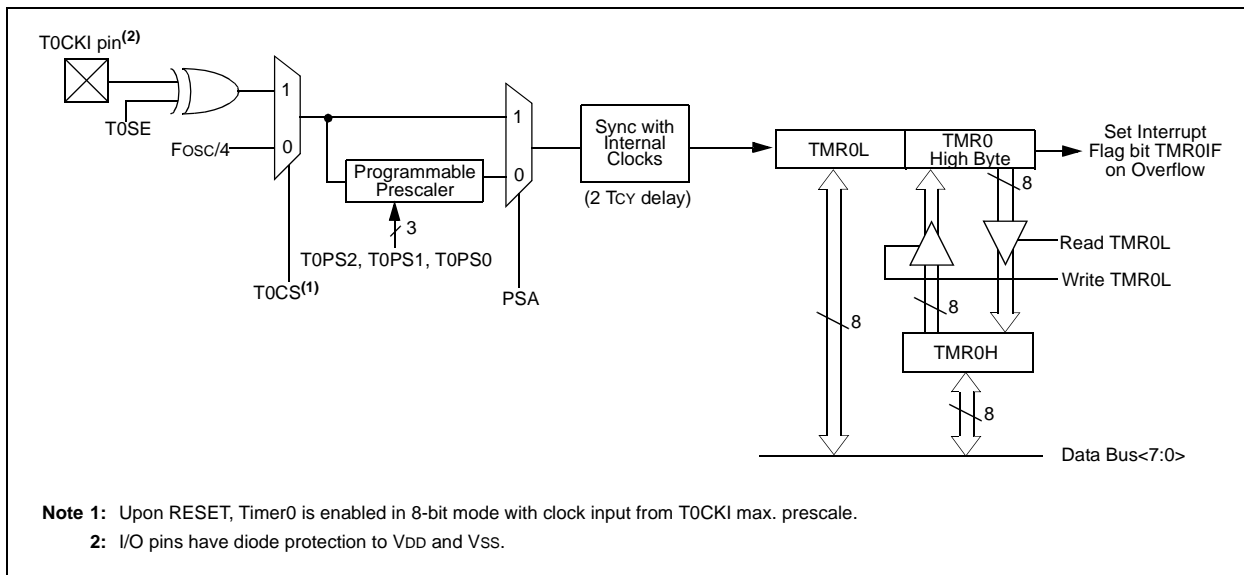 T0CKI pin(2)
T0SE
FOSC/4
1
0
T0CS(1)
Programmable
Prescaler
3
T0PS2, T0PS1, T0PS0
1
0
PSA
Sync with
Internal
Clocks
(2 TCY delay)
TMR0L
TMR0
High Byte
Set Interrupt
Flag bit TMR0IF
on Overflow
8
Read TMR0L
Write TMR0L
8
8
TMR0H
8
Data Bus<7:0>
Note 1: Upon RESET, Timer0 is enabled in 8-bit mode with clock input from T0CKI max. prescale.
2: I/O pins have diode protection to VDD and VSS.